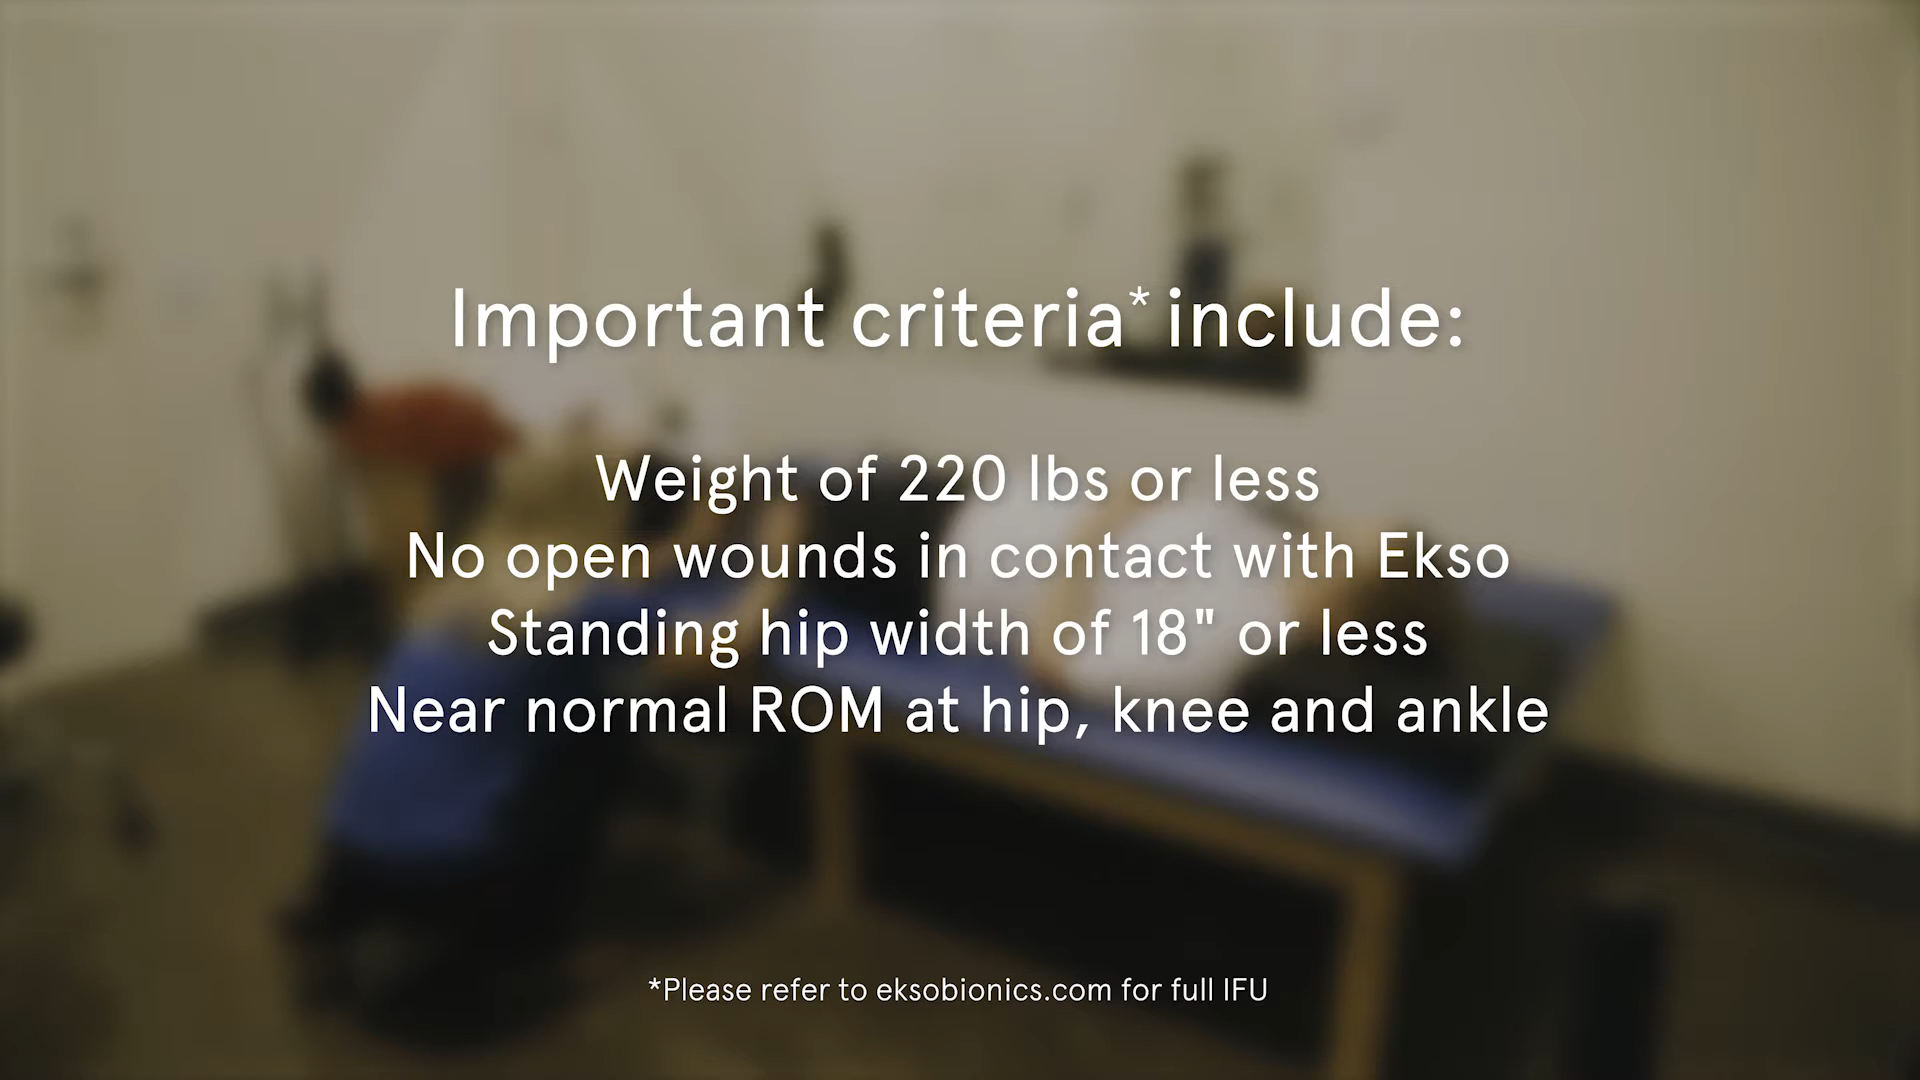 Important criteria* include:
Weight of 220 lbs or less
No open wounds in contact with Ekso
Standing hip width of 18" or less
Near normal ROM at hip, knee and ankle
*Please refer to eksobionics.com for full IFU